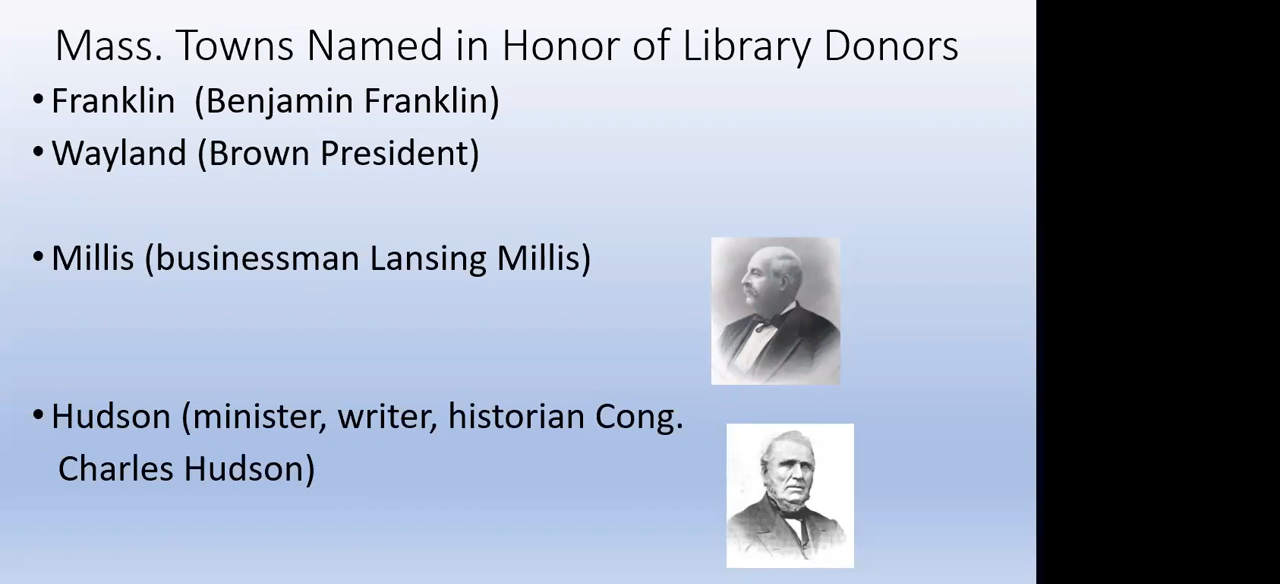 Mass. Towns Named in Honor of Library Donors
• Franklin  (Benjamin Franklin)
• Wayland (Brown President)
• Millis (businessman Lansing Millis)
• Hudson (minister, writer, historian Cong.
Charles Hudson)